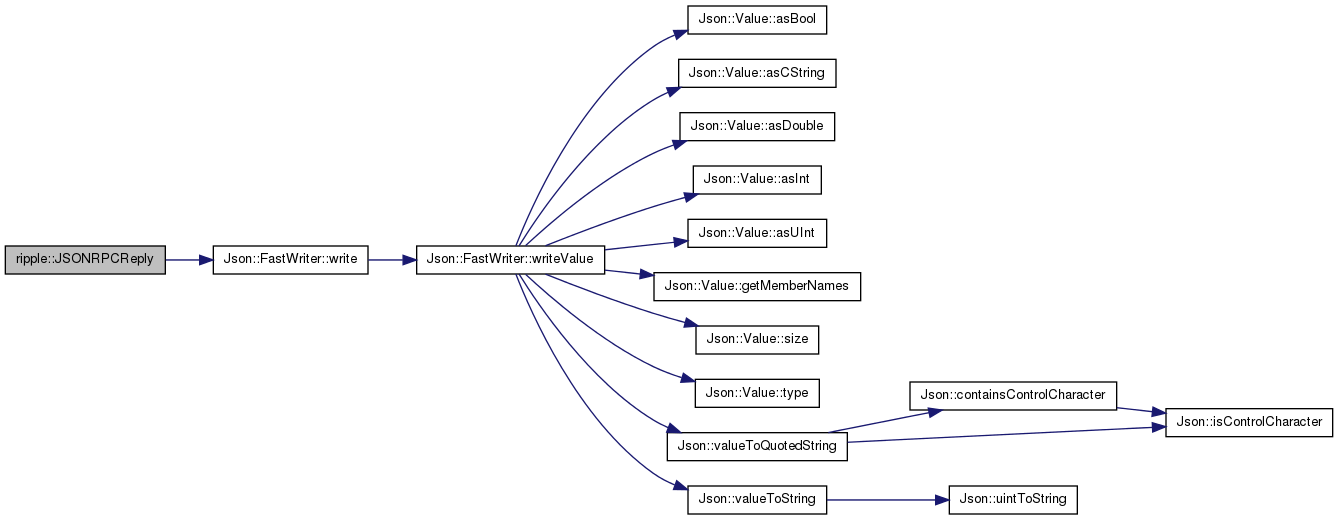 Json::Value::asBool
Json::Value::asCString
Json::Value::asDouble
Json::Value::asInt
Json::Value::asUInt
ripple::JSONRPCReply
Json::FastWriter::write
Json::FastWriter::writeValue
Json::Value::getMemberNames
Json::Value::size
Json::Value::type
Json::containsControlCharacter
Json::isControlCharacter
Json::valueToQuotedString
Json::valueToString
Json::uintToString